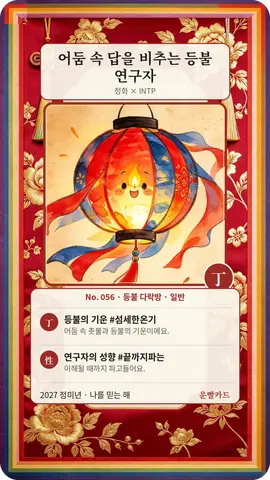 어둠 속 답을 비추는 등불
연구자
정화 × INTP
丁
No. 056 · 등불 다락방 · 일반
丁 등불의 기운 #섬세한온기
어둠 속 촛불과 등불의 기운이에요.
性 연구자의 성향 #끝까지파는
이해될 때까지 파고들어요.
2027 정미년 · 나를 믿는 해 운빨카드